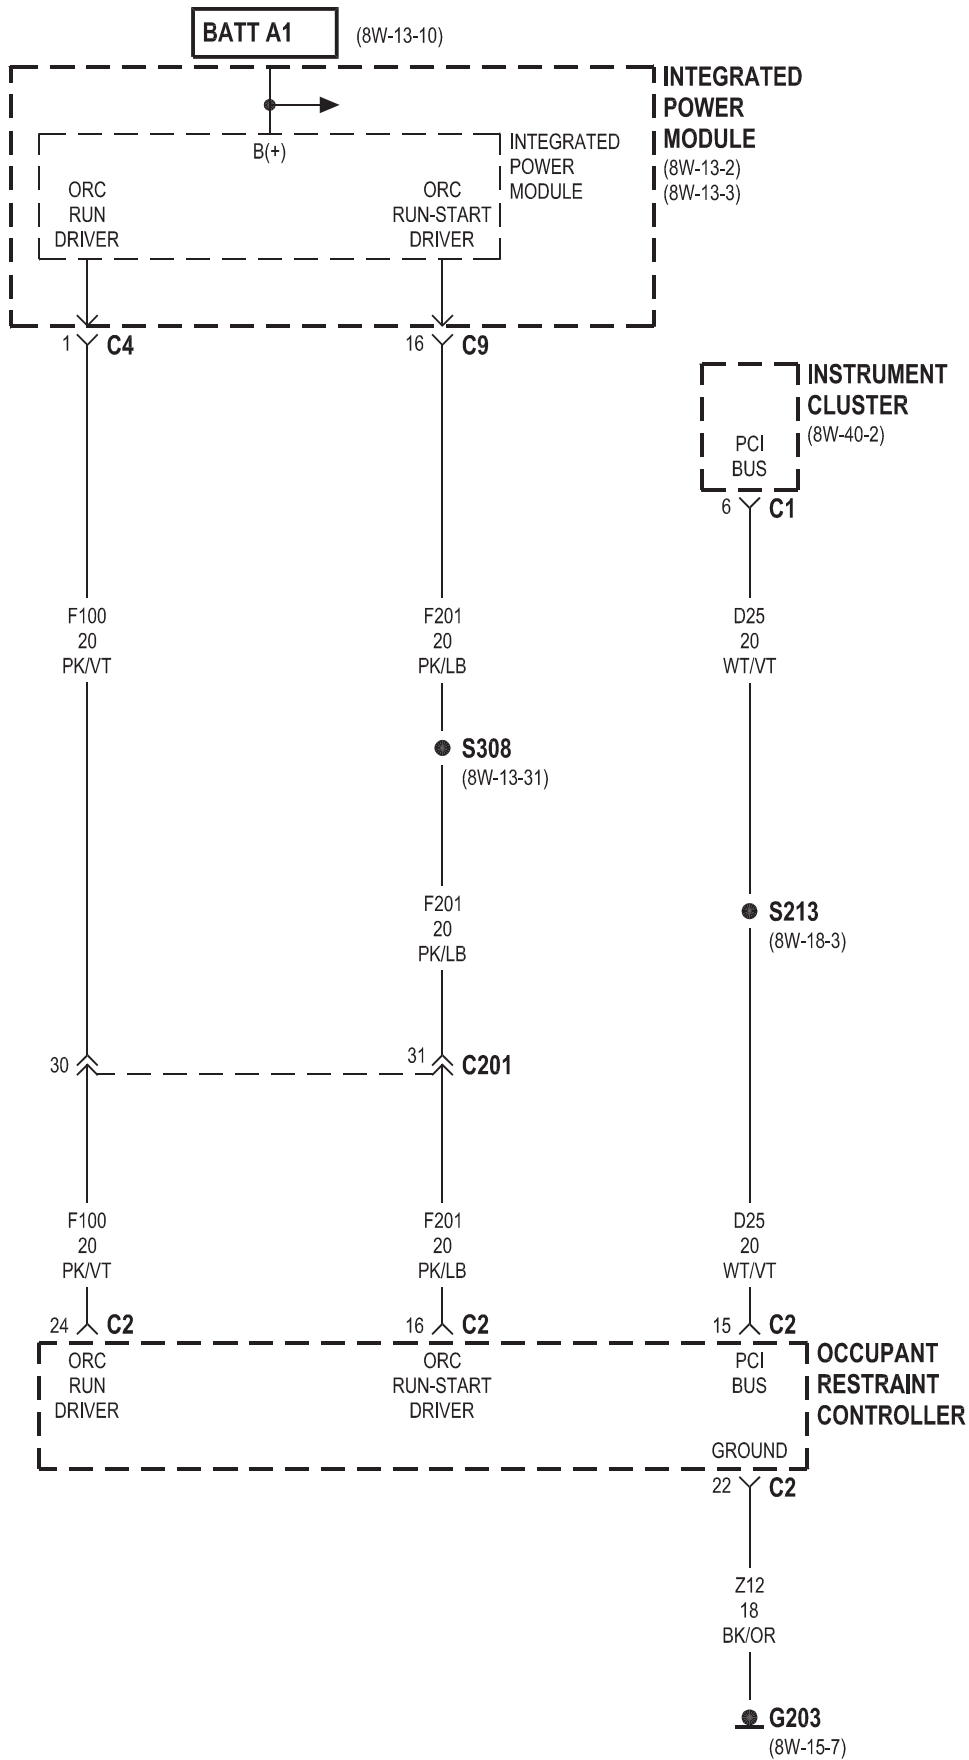 BATT A1
(8W-13-10)
INTEGRATED
POWER
MODULE
(8W-13-2)
(8W-13-3)
B(+)
INTEGRATED
POWER
MODULE
ORC
RUN
DRIVER
ORC
RUN-START
DRIVER
1
C4
16
C9
INSTRUMENT
CLUSTER
(8W-40-2)
PCI
BUS
6
C1
F100
20
PK/VT
F201
20
PK/LB
D25
20
WT/VT
S308
(8W-13-31)
F201
20
PK/LB
S213
(8W-18-3)
30
31
C201
F100
20
PK/VT
F201
20
PK/LB
D25
20
WT/VT
24
C2
16
C2
15
C2
ORC
RUN
DRIVER
ORC
RUN-START
DRIVER
PCI
BUS
OCCUPANT
RESTRAINT
CONTROLLER
GROUND
22
C2
Z12
18
BK/OR
G203
(8W-15-7)